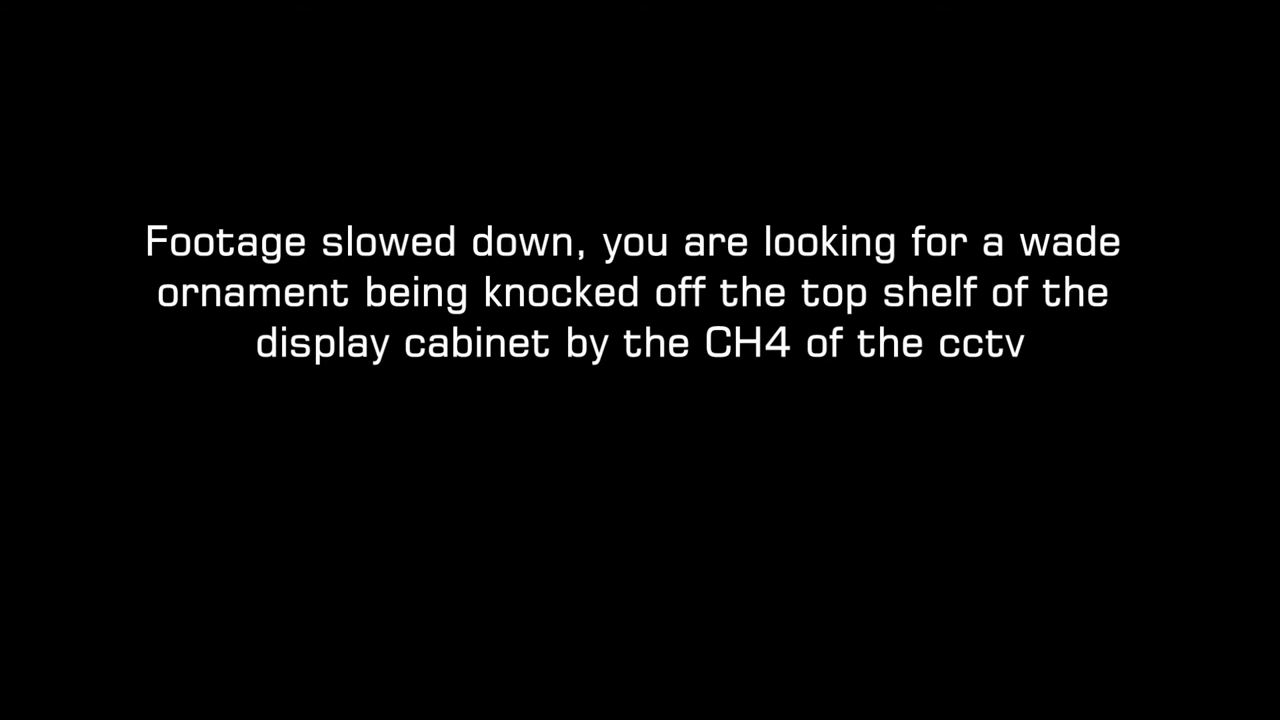 Footage slowed down, you are looking for a wade
ornament being knocked off the top shelf of the
display cabinet by the CH4 of the cctv